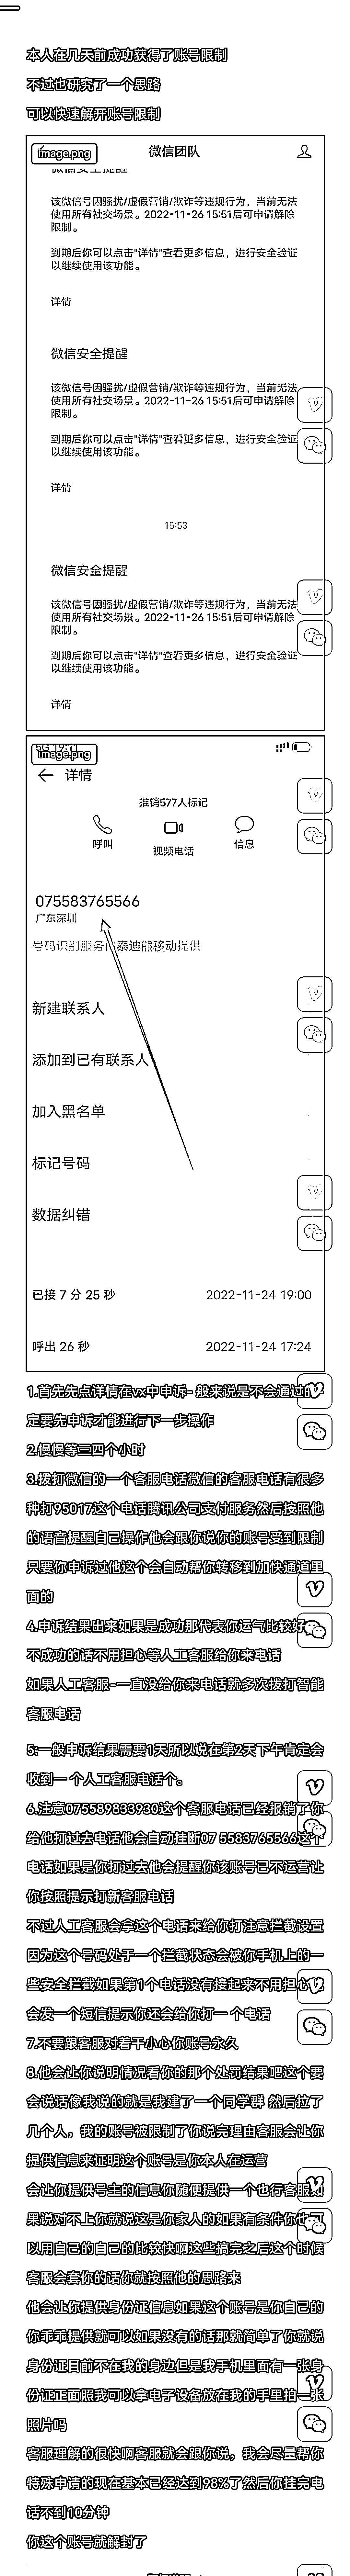 本人在几天前成功获得了账号限制
不过也研究了一个思路
可以快速解开账号限制
image.png
微信团队
微信安全提醒
该微信号因骚扰/虚假营销/欺诈等违规行为，当前无法
使用所有社交场景。2022-11-26 15:51后可申请解除
限制。
到期后你可以点击"详情"查看更多信息，进行安全验证
以继续使用该功能。
详情
微信安全提醒
该微信号因骚扰/虚假营销/欺诈等违规行为，当前无法
使用所有社交场景。2022-11-26 15:51后可申请解除
限制。
到期后你可以点击"详情"查看更多信息，进行安全验证
以继续使用该功能。
详情
15:53
微信安全提醒
该微信号因骚扰/虚假营销/欺诈等违规行为，当前无法
使用所有社交场景。2022-11-26 15:51后可申请解除
限制。
到期后你可以点击"详情"查看更多信息，进行安全验证
以继续使用该功能。
详情
image.png
详情
推销577人标记
呼叫
视频电话
信息
075583765566
广东深圳
号码识别服务由泰迪熊移动提供
新建联系人
添加到已有联系人
加入黑名单
标记号码
数据纠错
已接 7 分 25 秒 2022-11-24 19:00
呼出 26 秒 2022-11-24 17:24
1.首先先点详情在vx中申诉-般来说是不会通过的
定要先申诉才能进行下一步操作
2.慢慢等三四个小时
3.拨打微信的一个客服电话微信的客服电话有很多
种打95017这个电话腾讯公司支付服务然后按照他
的语音提醒自己操作他会跟你说你的账号受到限制
只要你申诉过他这个会自动帮你转移到加快通道里
面的
4.申诉结果出来如果是成功那代表你运气比较好
不成功的话不用担心等人工客服给你来电话
如果人工客服-一直没给你来电话就多次拨打智能
客服电话
5:一般申诉结果需要1天所以说在第2天下午肯定会
收到一 个人工客服电话个。
6.注意075589833930这个客服电话已经报销了你
给他打过去电话他会自动挂断07 5583765566这个
电话如果是你打过去他会提醒你该账号已不运营让
你按照提示打新客服电话
不过人工客服会拿这个电话来给你打注意拦截设置
因为这个号码处于一个拦截状态会被你手机上的一
些安全拦截如果第1个电话没有接起来不用担心
会发一个短信提示你还会给你打一 个电话
7.不要跟客服对着干小心你账号永久
8.他会让你说明情况看你的那个处罚结果吧这个要
会说话像我说的就是我建了一个同学群 然后拉了
几个人，我的账号被限制了你说完理由客服会让你
提供信息来证明这个账号是你本人在运营
会让你提供号主的信息你随便提供一个也行客服如
果说对不上你就说这是你家人的如果有条件你也可
以用自己的自己的比较快啊这些搞完之后这个时候
客服会套你的话你就按照他的思路来
他会让你提供身份证信息如果这个账号是你自己的
你乖乖提供就可以如果没有的话那就简单了你就说
身份证目前不在我的身边但是我手机里面有一张身
份证正面照我可以拿电子设备放在我的手里拍一张
照片吗
客服理解的很快啊客服就会跟你说，我会尽量帮你
特殊申请的现在基本已经达到98%了然后你挂完电
话不到10分钟
你这个账号就解封了